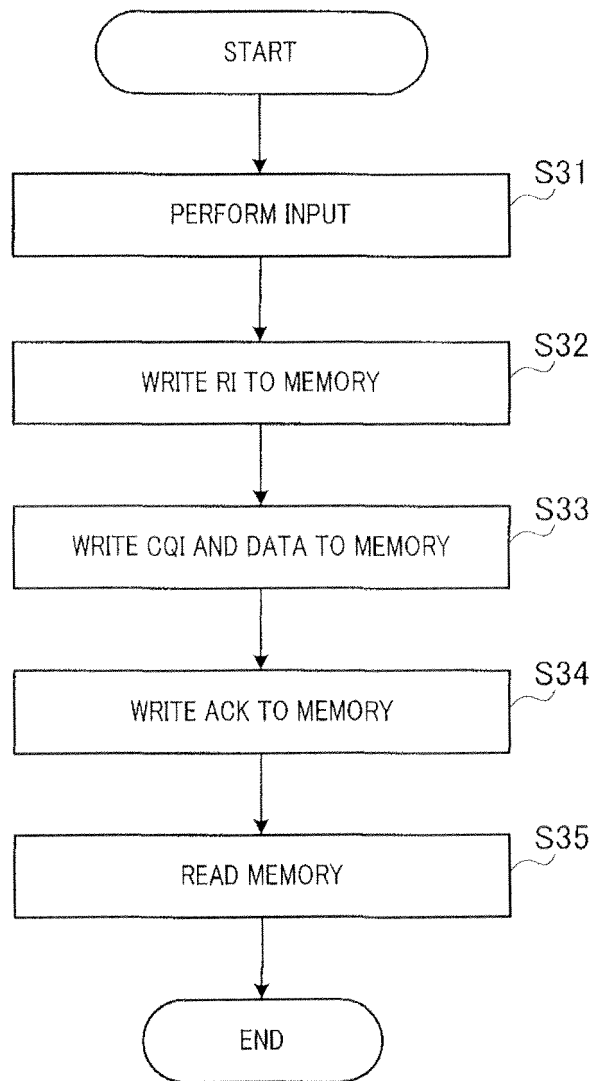 START
S31
PERFORM INPUT
S32
WRITE RI TO MEMORY
S33
WRITE CQI AND DATA TO MEMORY
S34
WRITE ACK TO MEMORY
S35
READ MEMORY
END